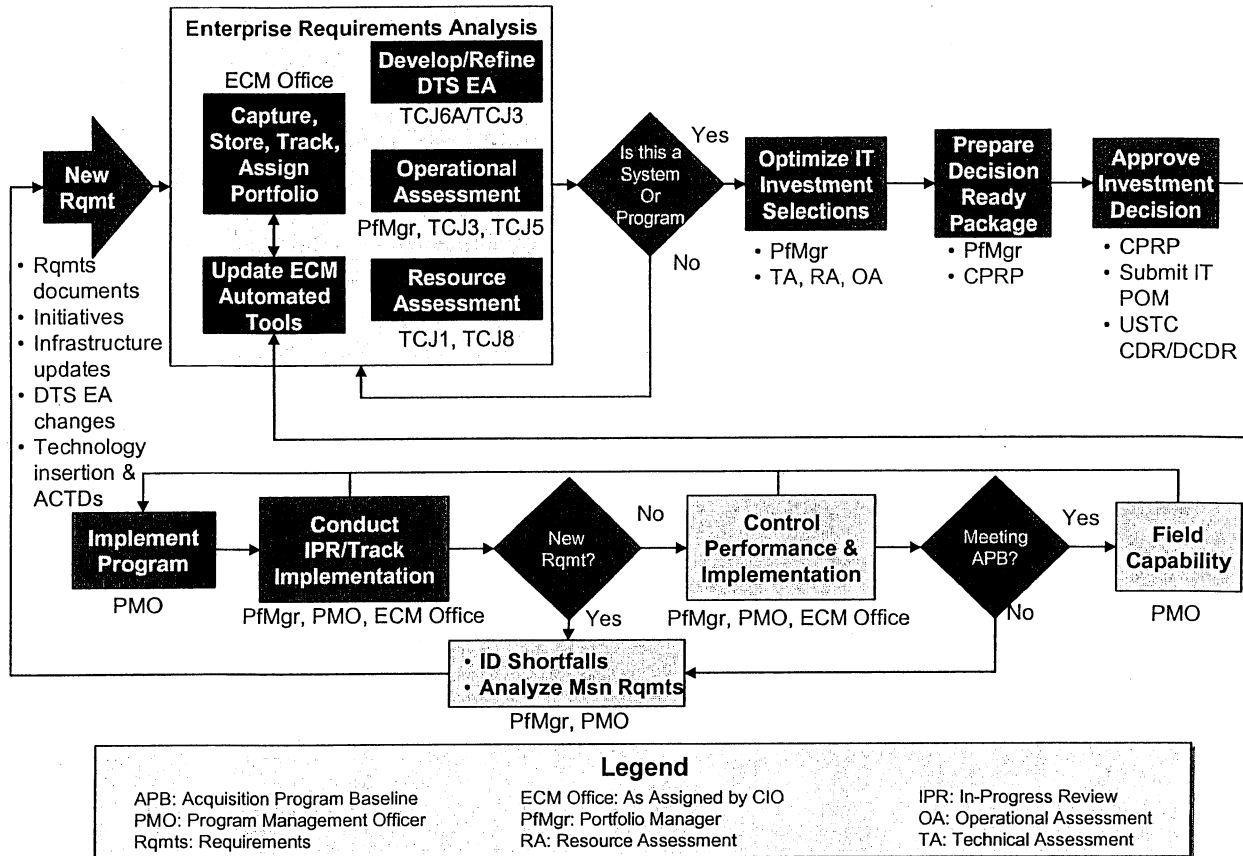 Enterprise Requirements Analysis
ECM Office
Capture,
Store, Track,
Assign
Portfolio
Update ECM
Automated
Tools
Develop/Refine
DTS EA
TCJ6A/TCJ3
Operational
Assessment
PfMgr, TCJ3, TCJ5
Resource
Assessment
TCJ1, TCJ8
New
Rqmt
• Rqmts
documents
• Initiatives
• Infrastructure
updates
• DTS EA
changes
• Technology
insertion &
ACTDs
Is this a
System
Or
Program
Yes
No
Optimize IT
Investment
Selections
• PfMgr
• TA, RA, OA
Prepare
Decision
Ready
Package
• PfMgr
• CPRP
Approve
Investment
Decision
• CPRP
• Submit IT
POM
• USTC
CDR/DCDR
Implement
Program
PMO
Conduct
IPR/Track
Implementation
PfMgr, PMO, ECM Office
New
Rqmt?
No
Yes
Control
Performance &
Implementation
PfMgr, PMO, ECM Office
Meeting
APB?
Yes
No
Field
Capability
PMO
• ID Shortfalls
• Analyze Msn Rqmts
PfMgr, PMO
Legend
APB: Acquisition Program Baseline
PMO: Program Management Officer
Rqmts: Requirements
ECM Office: As Assigned by CIO
PfMgr: Portfolio Manager
RA: Resource Assessment
IPR: In-Progress Review
OA: Operational Assessment
TA: Technical Assessment